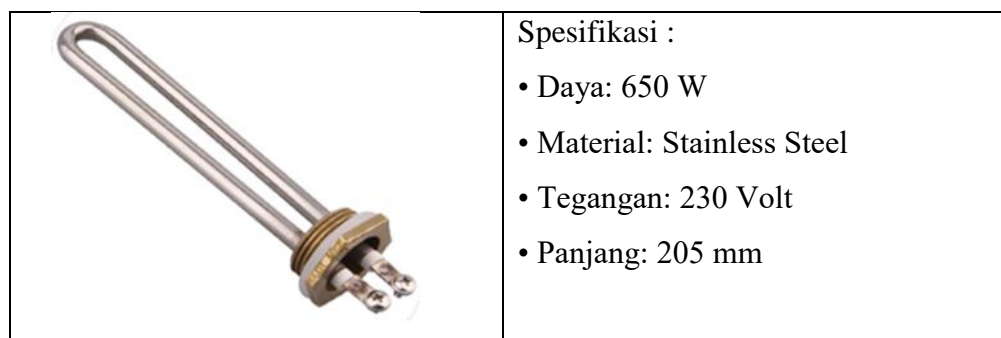 Spesifikasi :
• Daya: 650 W
• Material: Stainless Steel
• Tegangan: 230 Volt
• Panjang: 205 mm